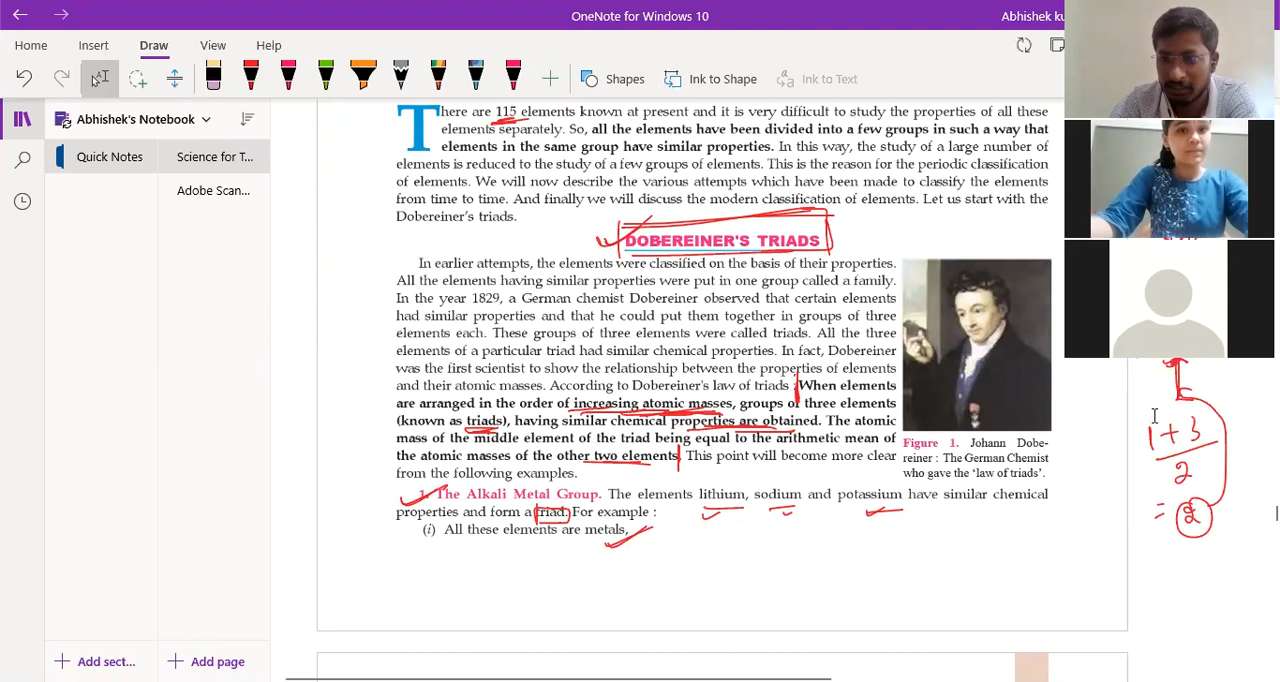 OneNote for Windows 10
Abhishek ku
Home Insert Draw View Help
Shapes Ink to Shape Ink to Text
Abhishek's Notebook
Quick Notes
Science for T...
Adobe Scan...
There are 115 elements known at present and it is very difficult to study the properties of all these
elements separately. So, all the elements have been divided into a few groups in such a way that
elements in the same group have similar properties. In this way, the study of a large number of
elements is reduced to the study of a few groups of elements. This is the reason for the periodic classification
of elements. We will now describe the various attempts which have been made to classify the elements
from time to time. And finally we will discuss the modern classification of elements. Let us start with the
Dobereiner's triads.
DOBEREINER'S TRIADS
In earlier attempts, the elements were classified on the basis of their properties.
All the elements having similar properties were put in one group called a family.
In the year 1829, a German chemist Dobereiner observed that certain elements
had similar properties and that he could put them together in groups of three
elements each. These groups of three elements were called triads. All the three
elements of a particular triad had similar chemical properties. In fact, Dobereiner
was the first scientist to show the relationship between the properties of elements
and their atomic masses. According to Dobereiner's law of triads : When elements
are arranged in the order of increasing atomic masses, groups of three elements
(known as triads), having similar chemical properties are obtained. The atomic
mass of the middle element of the triad being equal to the arithmetic mean of
the atomic masses of the other two elements. This point will become more clear
from the following examples.
Figure 1. Johann Dobe-
reiner : The German Chemist
who gave the 'law of triads'.
1. The Alkali Metal Group. The elements lithium, sodium and potassium have similar chemical
properties and form a triad. For example :
(i) All these elements are metals,
1 + 3
2
= 2
Add sect...
Add page